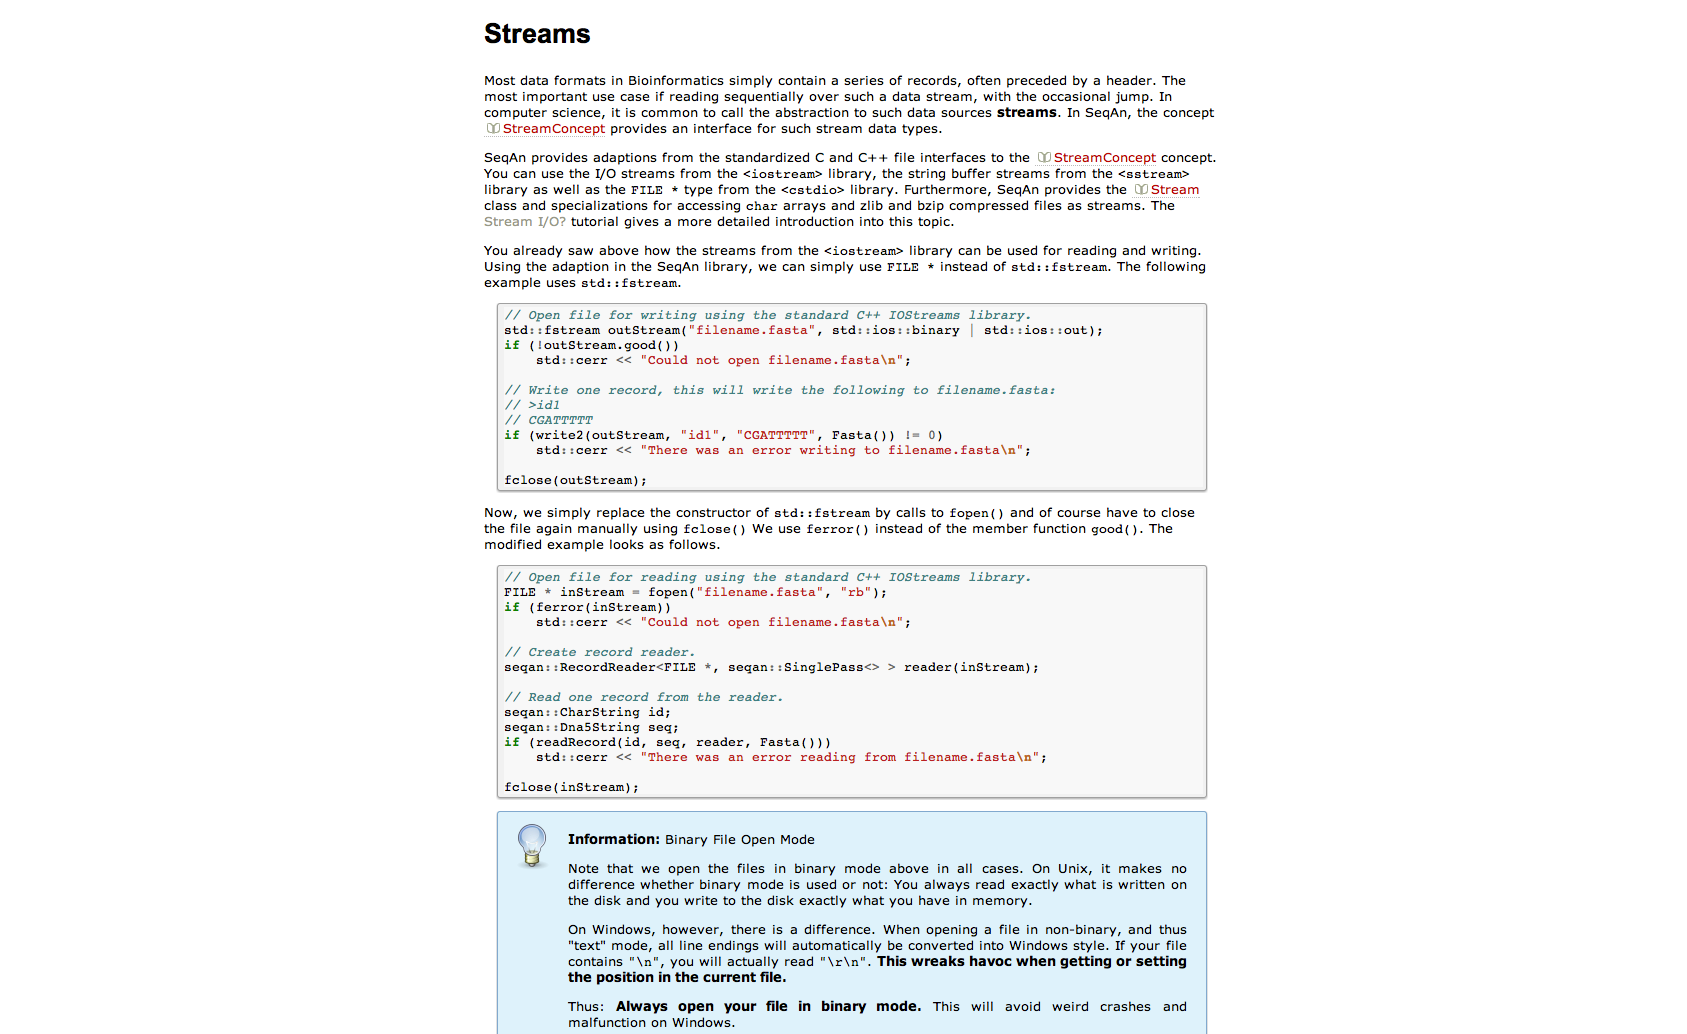 Streams
Most data formats in Bioinformatics simply contain a series of records, often preceded by a header. The
most important use case if reading sequentially over such a data stream, with the occasional jump. In
computer science, it is common to call the abstraction to such data sources streams. In SeqAn, the concept
StreamConcept provides an interface for such stream data types.
SeqAn provides adaptions from the standardized C and C++ file interfaces to the StreamConcept concept.
You can use the I/O streams from the <iostream> library, the string buffer streams from the <sstream>
library as well as the FILE * type from the <cstdio> library. Furthermore, SeqAn provides the Stream
class and specializations for accessing char arrays and zlib and bzip compressed files as streams. The
Stream I/O? tutorial gives a more detailed introduction into this topic.
You already saw above how the streams from the <iostream> library can be used for reading and writing.
Using the adaption in the SeqAn library, we can simply use FILE * instead of std::fstream. The following
example uses std::fstream.
// Open file for writing using the standard C++ IOStreams library.
std::fstream outStream("filename.fasta", std::ios::binary | std::ios::out);
if (!outStream.good())
    std::cerr << "Could not open filename.fasta\n";
// Write one record, this will write the following to filename.fasta:
// >id1
// CGATTTTT
if (write2(outStream, "id1", "CGATTTTT", Fasta()) != 0)
    std::cerr << "There was an error writing to filename.fasta\n";
fclose(outStream);
Now, we simply replace the constructor of std::fstream by calls to fopen() and of course have to close
the file again manually using fclose() We use ferror() instead of the member function good(). The
modified example looks as follows.
// Open file for reading using the standard C++ IOStreams library.
FILE * inStream = fopen("filename.fasta", "rb");
if (ferror(inStream))
    std::cerr << "Could not open filename.fasta\n";
// Create record reader.
seqan::RecordReader<FILE *, seqan::SinglePass<> > reader(inStream);
// Read one record from the reader.
seqan::CharString id;
seqan::Dna5String seq;
if (readRecord(id, seq, reader, Fasta()))
    std::cerr << "There was an error reading from filename.fasta\n";
fclose(inStream);
Information: Binary File Open Mode
Note that we open the files in binary mode above in all cases. On Unix, it makes no
difference whether binary mode is used or not: You always read exactly what is written on
the disk and you write to the disk exactly what you have in memory.
On Windows, however, there is a difference. When opening a file in non-binary, and thus
"text" mode, all line endings will automatically be converted into Windows style. If your file
contains "\n", you will actually read "\r\n". This wreaks havoc when getting or setting
the position in the current file.
Thus: Always open your file in binary mode. This will avoid weird crashes and
malfunction on Windows.